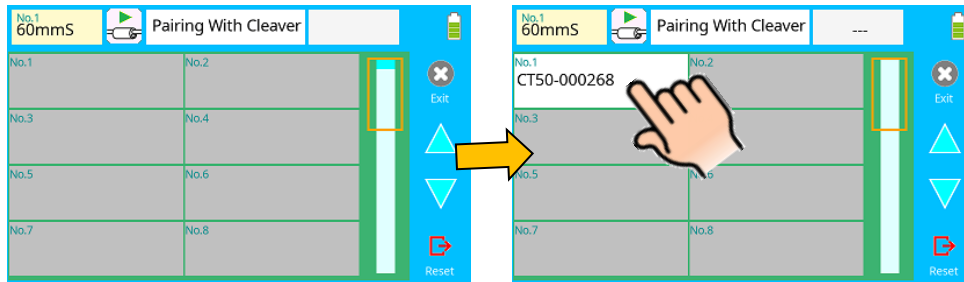 No.1
60mmS
Pairing With Cleaver
No.1
No.2
Exit
No.3
No.4
No.5
No.6
No.7
No.8
Reset
No.1
60mmS
Pairing With Cleaver
---
No.1
No.2
CT50-000268
Exit
No.3
No.5
No.6
No.7
No.8
Reset